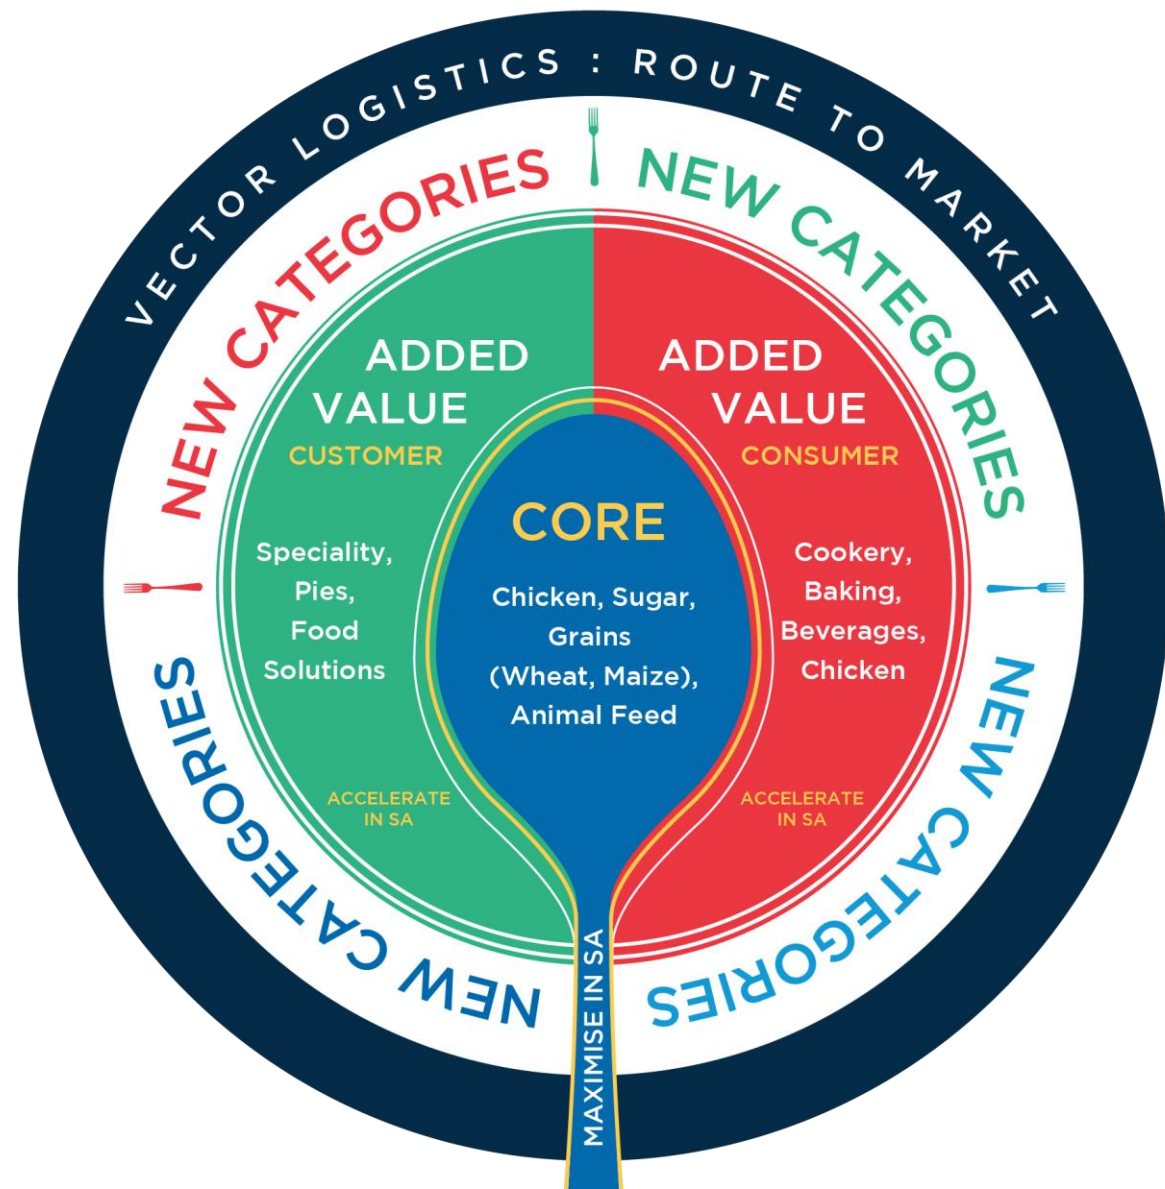 VECTOR LOGISTICS : ROUTE TO MARKET
NEW CATEGORIES
NEW CATEGORIES
ADDED
VALUE
CUSTOMER
Speciality,
Pies,
Food
Solutions
ACCELERATE
IN SA
CORE
Chicken, Sugar,
Grains
(Wheat, Maize),
Animal Feed
MAXIMISE IN SA
ADDED
VALUE
CONSUMER
Cookery,
Baking,
Beverages,
Chicken
ACCELERATE
IN SA
NEW CATEGORIES
NEW CATEGORIES